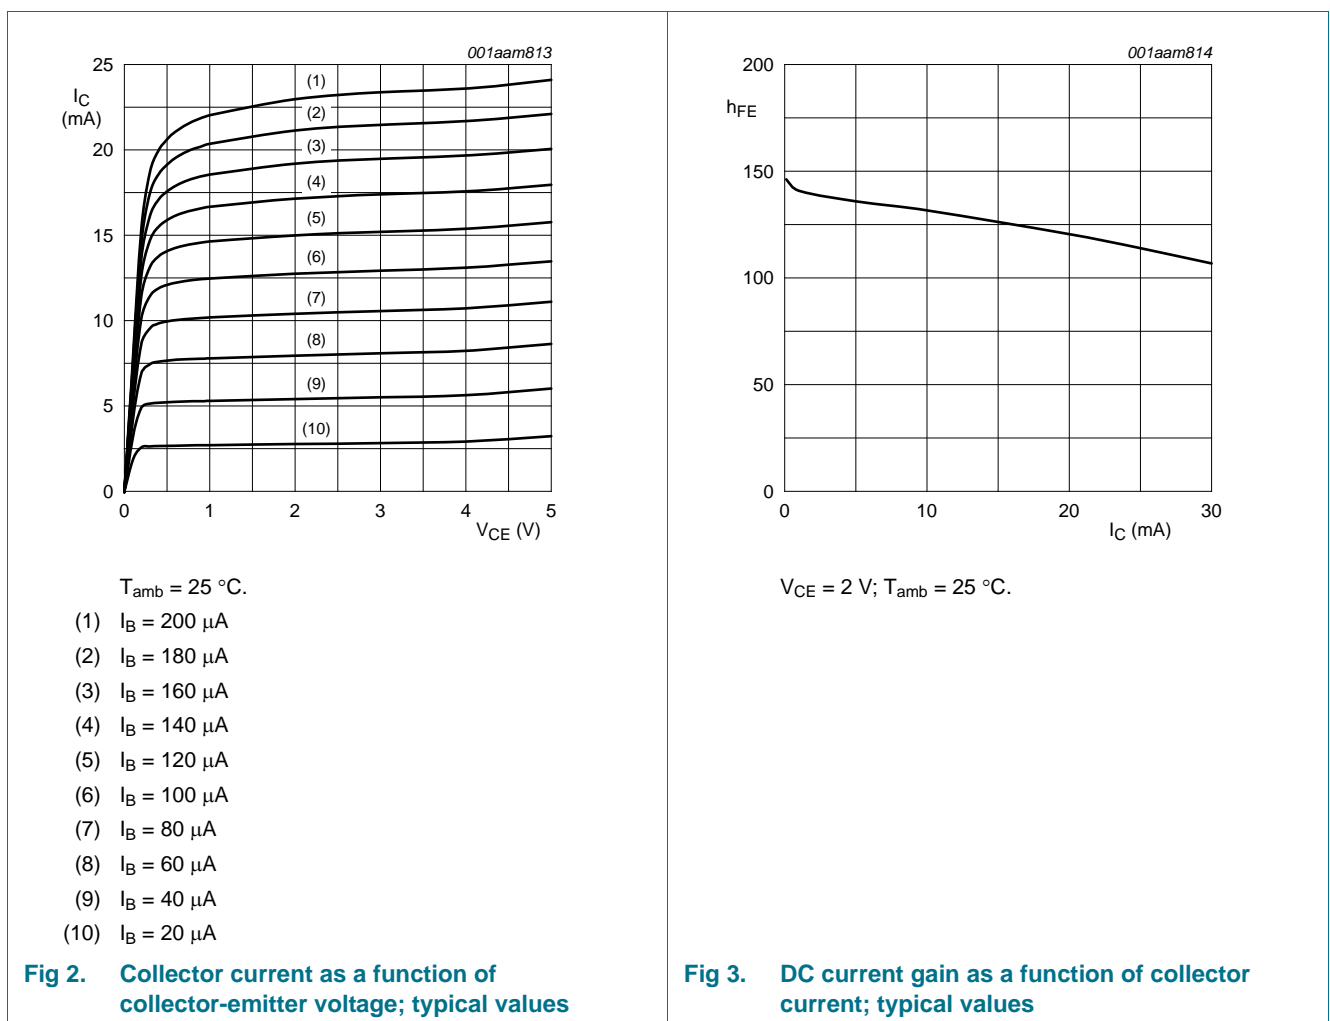 001aam813
25
I_C
(mA)
20
15
10
5
0
(1)
(2)
(3)
(4)
(5)
(6)
(7)
(8)
(9)
(10)
0 1 2 3 4 5
V_CE (V)
T_amb = 25 °C.
(1) I_B = 200 μA
(2) I_B = 180 μA
(3) I_B = 160 μA
(4) I_B = 140 μA
(5) I_B = 120 μA
(6) I_B = 100 μA
(7) I_B = 80 μA
(8) I_B = 60 μA
(9) I_B = 40 μA
(10) I_B = 20 μA
Fig 2. Collector current as a function of
collector-emitter voltage; typical values
001aam814
200
h_FE
150
100
50
0
0 10 20 30
I_C (mA)
V_CE = 2 V; T_amb = 25 °C.
Fig 3. DC current gain as a function of collector
current; typical values